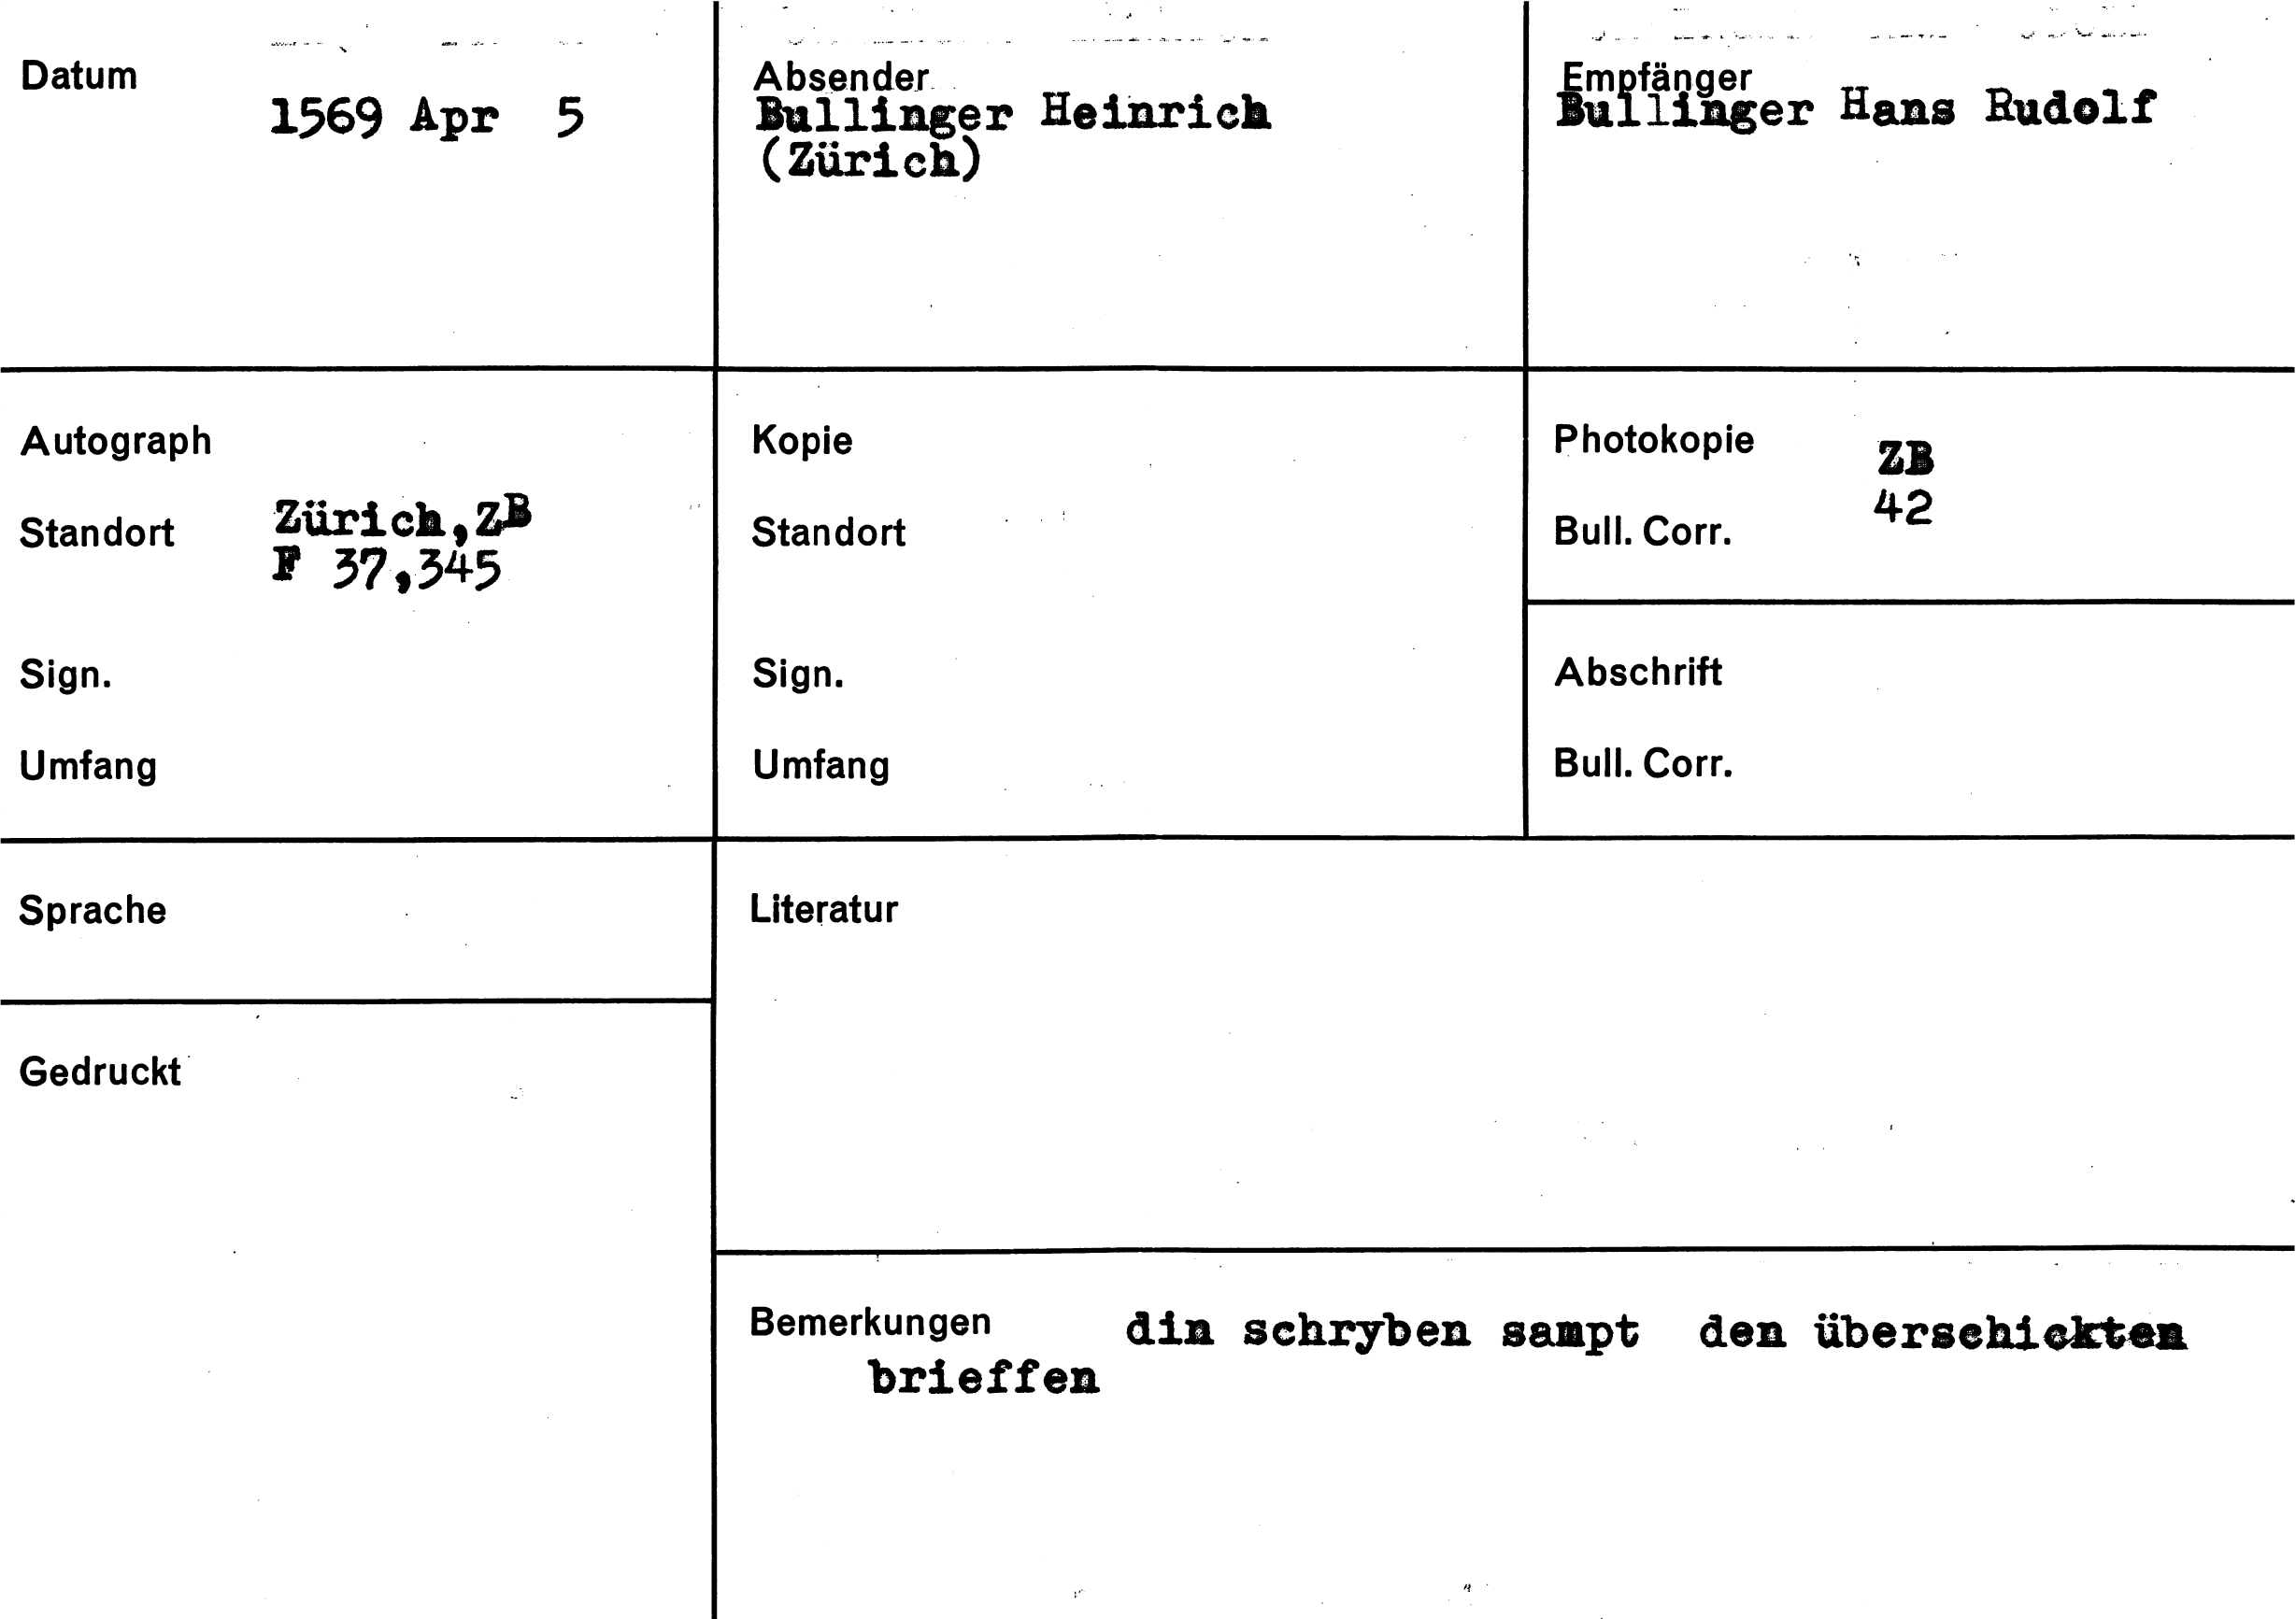 Datum
1569 Apr 5
Absender
Bullinger Heinrich
(Zürich)
Empfänger
Bullinger Hans Rudolf
Autograph
Standort
Zürich, ZB
F 37,345
Sign.
Umfang
Kopie
Standort
Sign.
Umfang
Photokopie
ZB
Bull. Corr.
42
Abschrift
Bull. Corr.
Sprache
Gedruckt
Literatur
Bemerkungen din schryben sampt den überschickten
brieffen